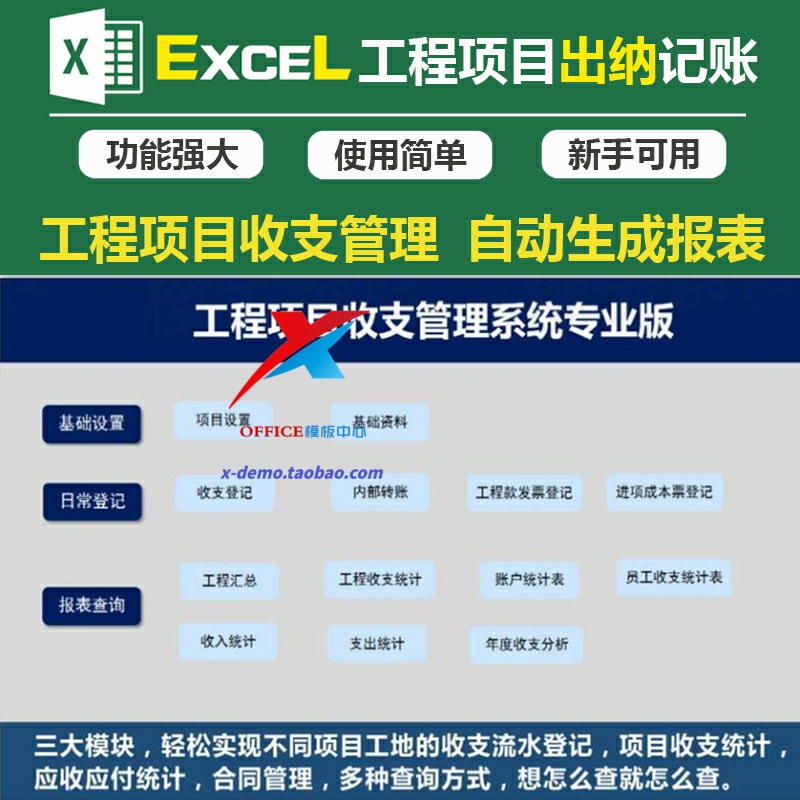 X EXCEL 工程项目出纳记账
功能强大 使用简单 新手可用
工程项目收支管理 自动生成报表
工程项目收支管理系统专业版
基础设置 项目设置 基础资料
OFFICE模板中心
x-demo.taobao.com
日常登记 收支登记 内部转账 工程款发票登记 进项成本票登记
报表查询 工程汇总 工程收支统计 账户统计表 员工收支统计表
收入统计 支出统计 年度收支分析
三大模块，轻松实现不同项目工地的收支流水登记，项目收支统计，
应收应付统计，合同管理，多种查询方式，想怎么查就怎么查。